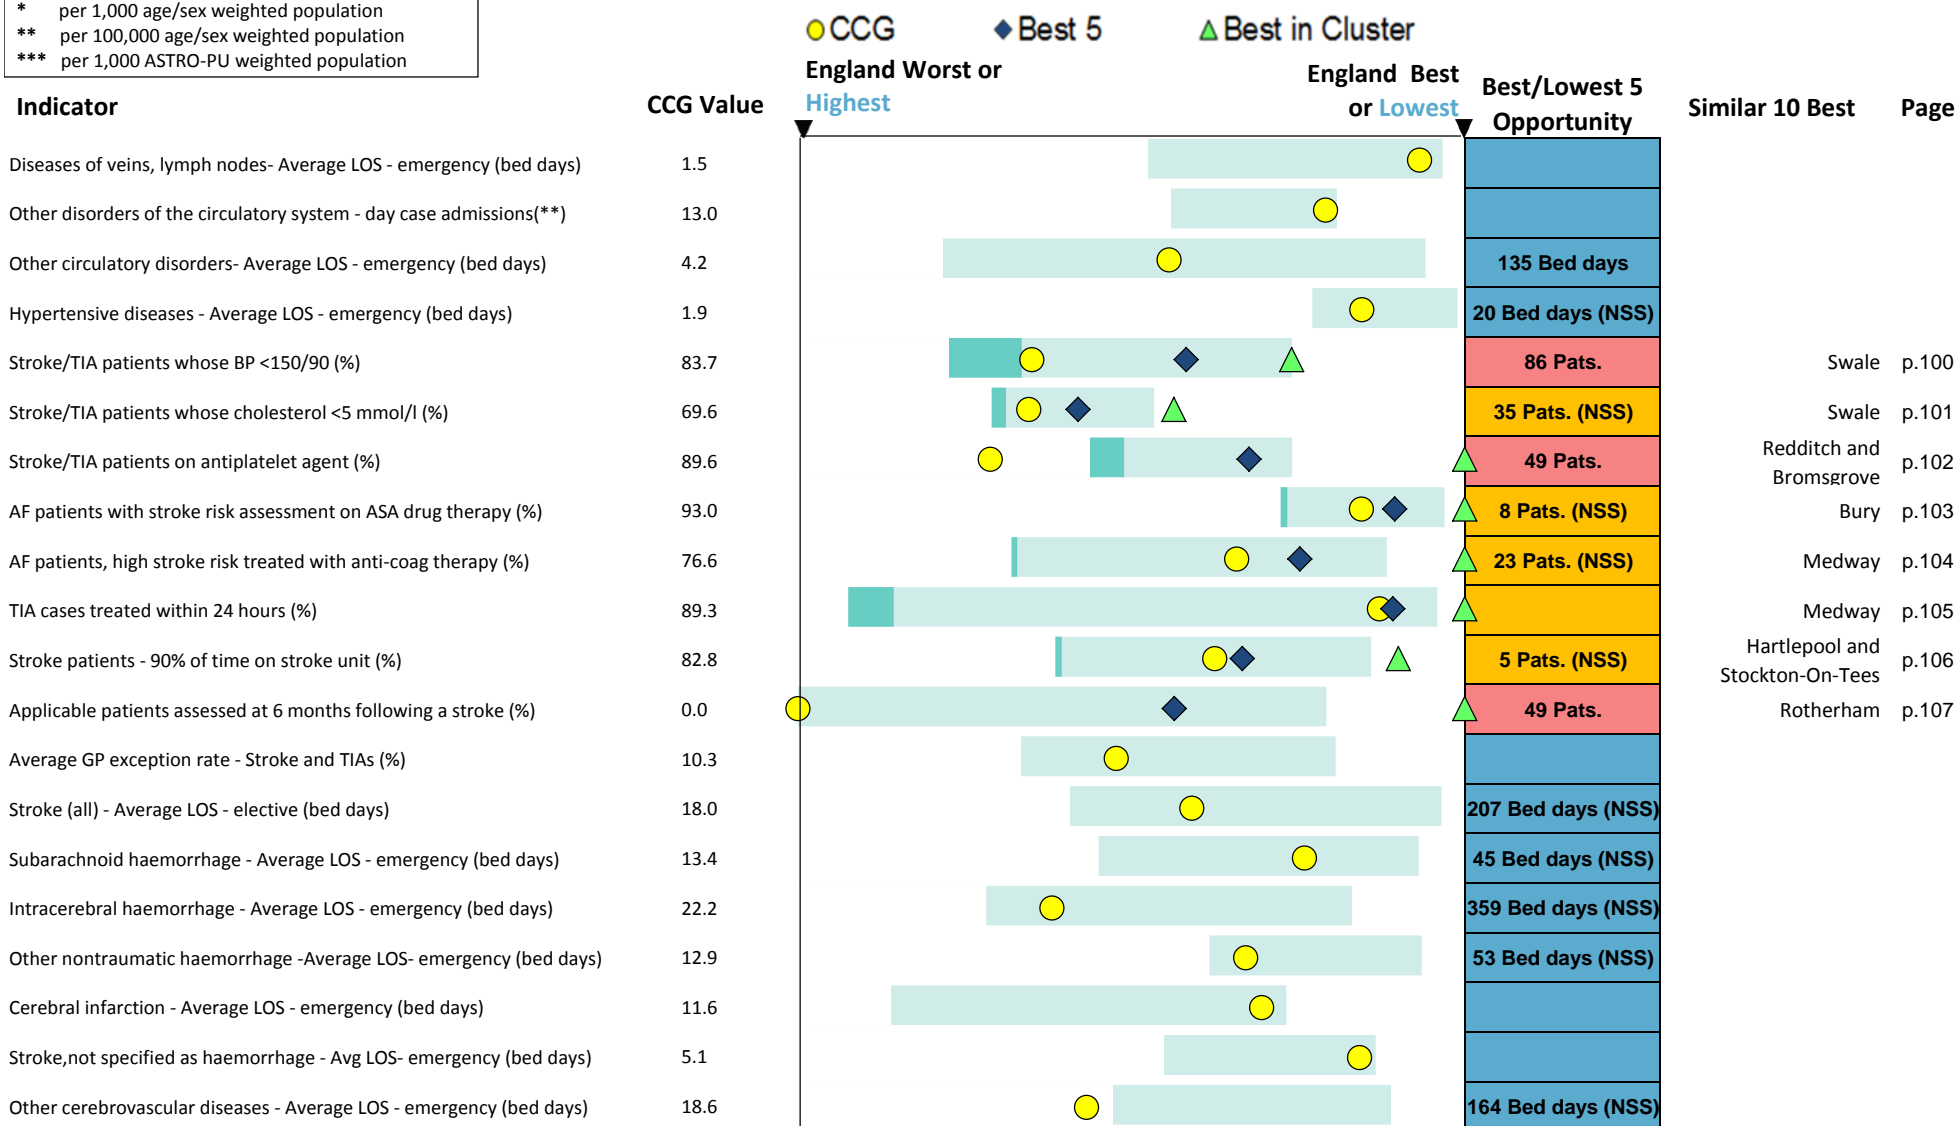 * per 1,000 age/sex weighted population
** per 100,000 age/sex weighted population
*** per 1,000 ASTRO-PU weighted population
CCG Best 5 Best in Cluster
Indicator CCG Value England Worst or Highest England Best or Lowest Best/Lowest 5 Opportunity Similar 10 Best Page
Diseases of veins, lymph nodes- Average LOS - emergency (bed days) 1.5
Other disorders of the circulatory system - day case admissions(**) 13.0
Other circulatory disorders- Average LOS - emergency (bed days) 4.2 135 Bed days
Hypertensive diseases - Average LOS - emergency (bed days) 1.9 20 Bed days (NSS)
Stroke/TIA patients whose BP <150/90 (%) 83.7 86 Pats. Swale p.100
Stroke/TIA patients whose cholesterol <5 mmol/l (%) 69.6 35 Pats. (NSS) Swale p.101
Stroke/TIA patients on antiplatelet agent (%) 89.6 49 Pats. Redditch and Bromsgrove p.102
AF patients with stroke risk assessment on ASA drug therapy (%) 93.0 8 Pats. (NSS) Bury p.103
AF patients, high stroke risk treated with anti-coag therapy (%) 76.6 23 Pats. (NSS) Medway p.104
TIA cases treated within 24 hours (%) 89.3 Medway p.105
Stroke patients - 90% of time on stroke unit (%) 82.8 5 Pats. (NSS) Hartlepool and Stockton-On-Tees p.106
Applicable patients assessed at 6 months following a stroke (%) 0.0 49 Pats. Rotherham p.107
Average GP exception rate - Stroke and TIAs (%) 10.3
Stroke (all) - Average LOS - elective (bed days) 18.0 207 Bed days (NSS)
Subarachnoid haemorrhage - Average LOS - emergency (bed days) 13.4 45 Bed days (NSS)
Intracerebral haemorrhage - Average LOS - emergency (bed days) 22.2 359 Bed days (NSS)
Other nontraumatic haemorrhage -Average LOS- emergency (bed days) 12.9 53 Bed days (NSS)
Cerebral infarction - Average LOS - emergency (bed days) 11.6
Stroke,not specified as haemorrhage - Avg LOS- emergency (bed days) 5.1
Other cerebrovascular diseases - Average LOS - emergency (bed days) 18.6 164 Bed days (NSS)